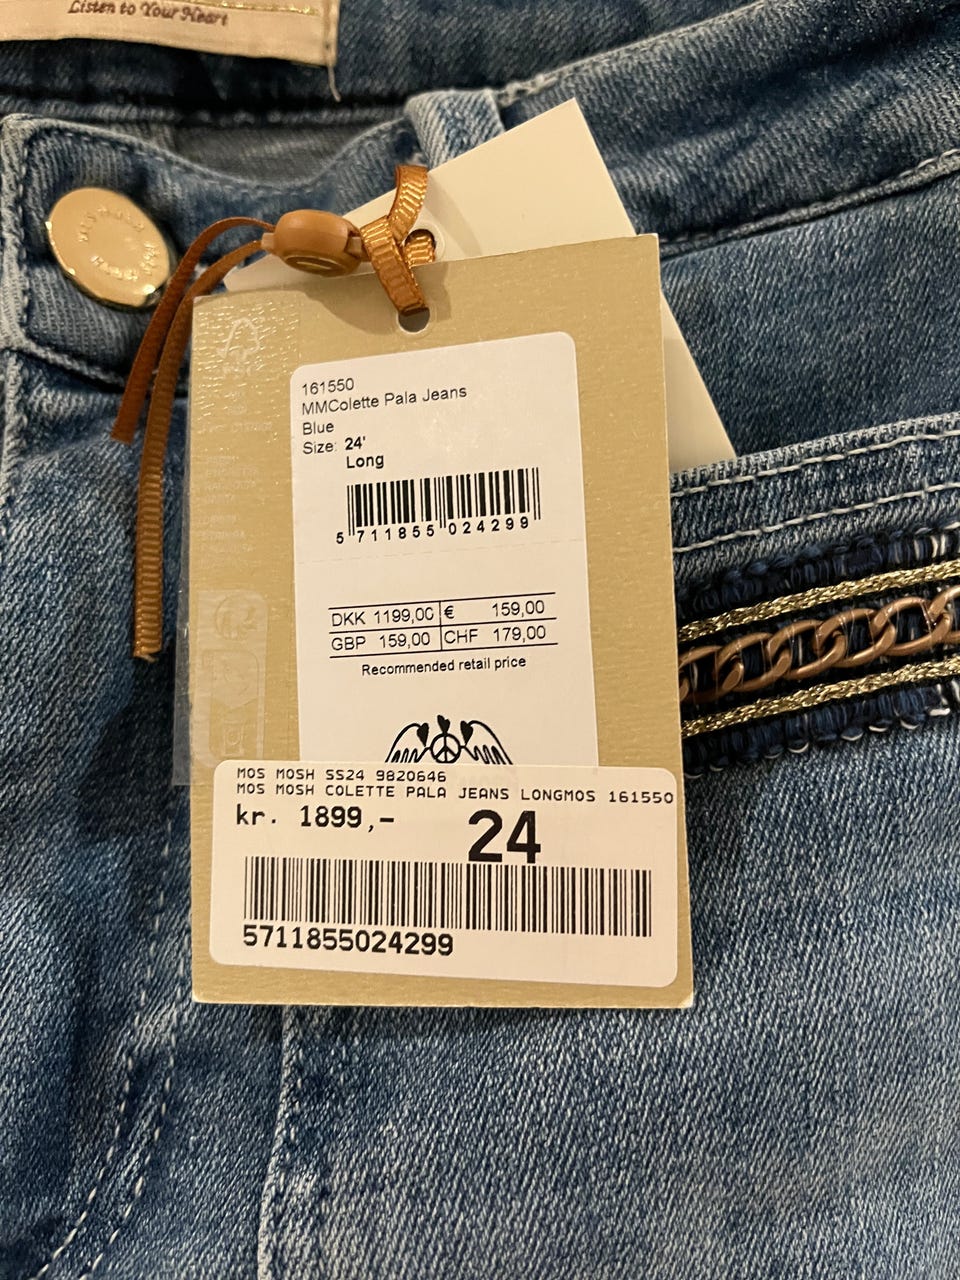 Listen to Your Heart
161550
MMColette Pala Jeans
Blue
Size: 24'
Long
5 711855 024299
DKK 1199,00 € 159,00
GBP 159,00 CHF 179,00
Recommended retail price
MOS MOSH SS24 9820646
MOS MOSH COLETTE PALA JEANS LONGMOS 161550
kr. 1899,- 24
5711855024299